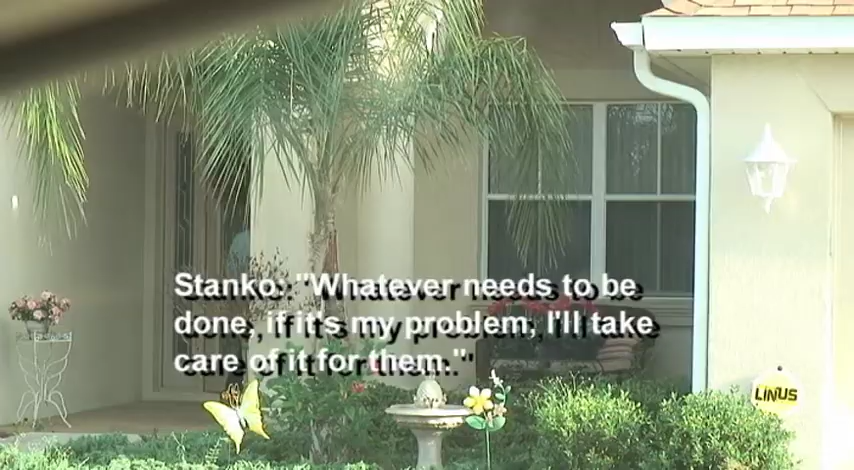 Stanko: "Whatever needs to be
done, if it's my problem, I'll take
care of it for them."
LINUS